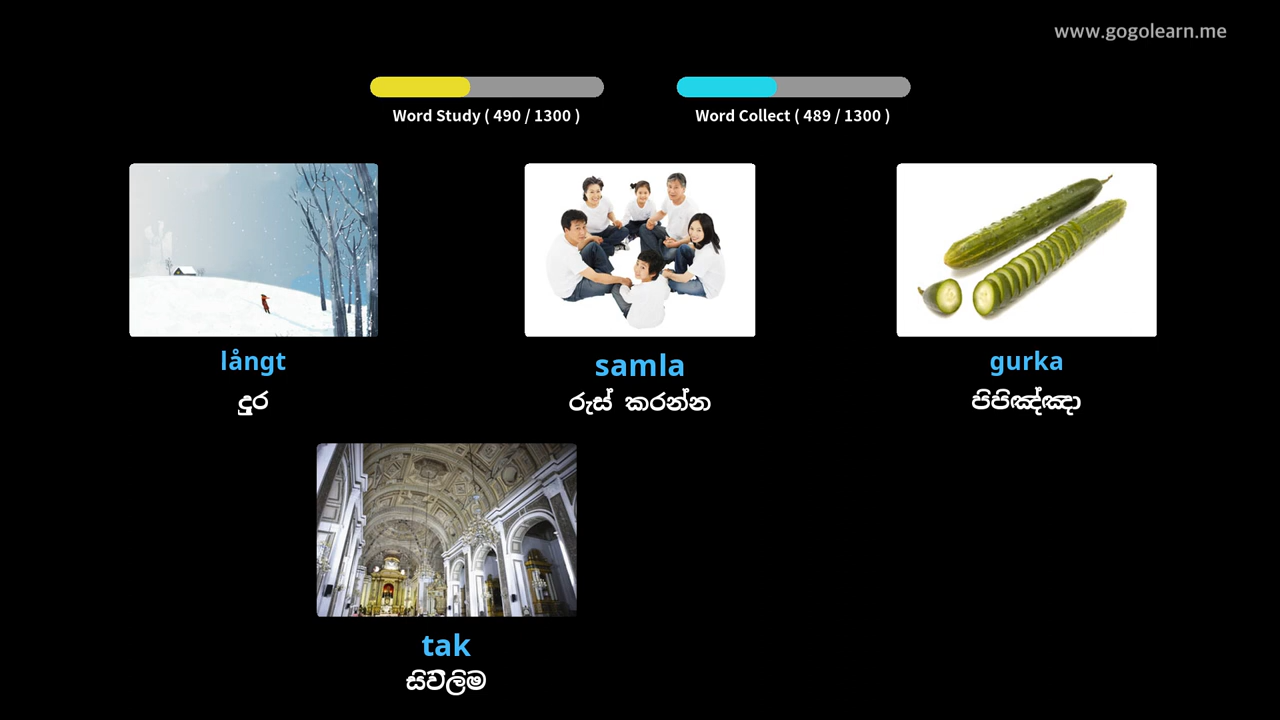 www.gogolearn.me
Word Study ( 490 / 1300 )
Word Collect ( 489 / 1300 )
långt
දුර
samla
රුස් කරන්න
gurka
පිපිඤ්ඤා
tak
සිවිලිම